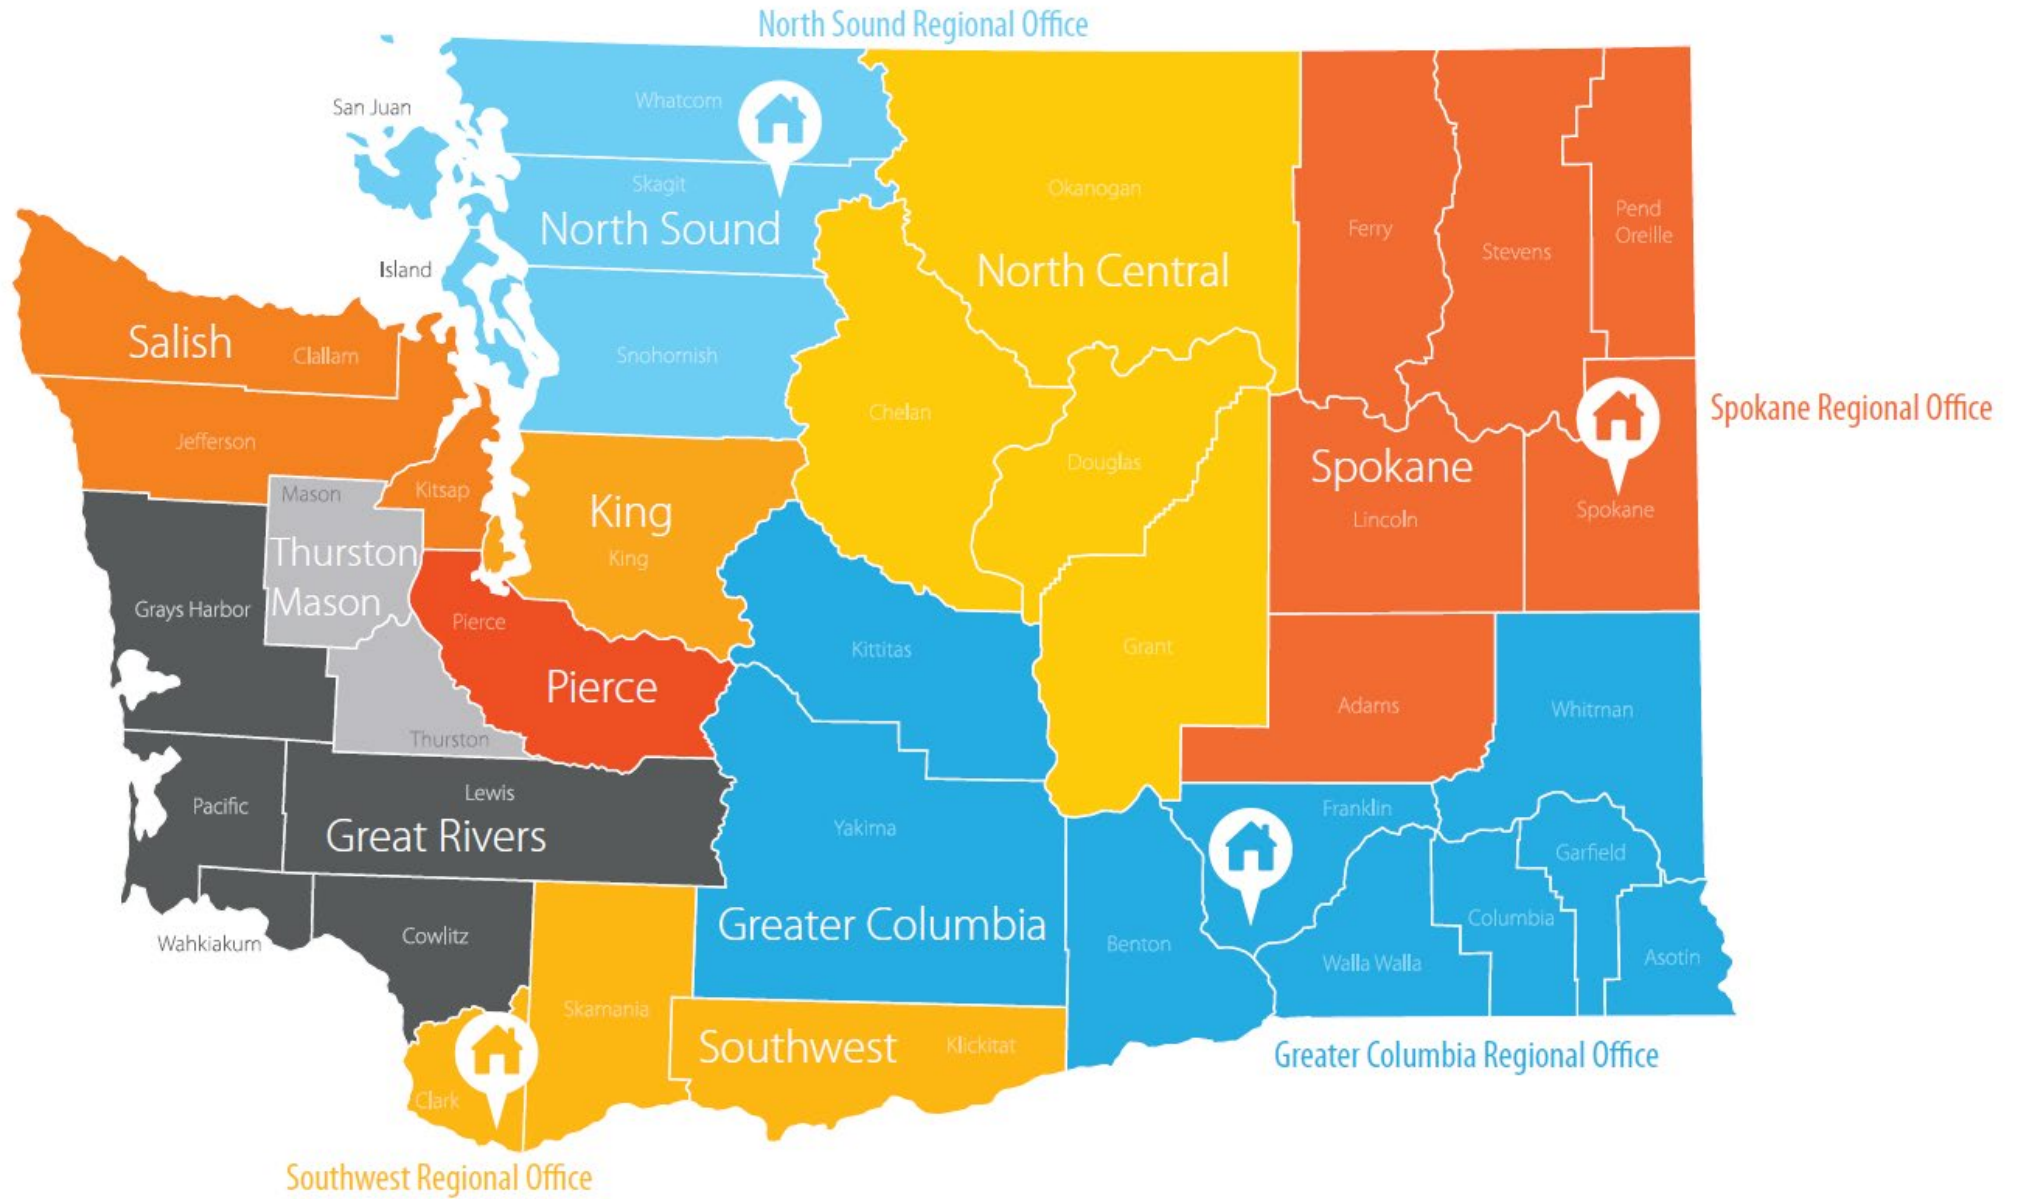 North Sound Regional Office
San Juan
Whatcom
Skagit
North Sound
Island
Snohomish
Okanogan
North Central
Ferry
Stevens
Pend
Oreille
Salish
Clallam
Jefferson
Chelan
Douglas
Spokane Regional Office
Spokane
Lincoln
Spokane
Mason
Kitsap
King
King
Thurston
Mason
Grays Harbor
Pierce
Pierce
Kittitas
Grant
Adams
Whitman
Thurston
Lewis
Pacific
Great Rivers
Yakima
Franklin
Garfield
Greater Columbia
Benton
Columbia
Walla Walla
Asotin
Wahkiakum
Cowlitz
Skamania
Southwest
Klickitat
Clark
Greater Columbia Regional Office
Southwest Regional Office